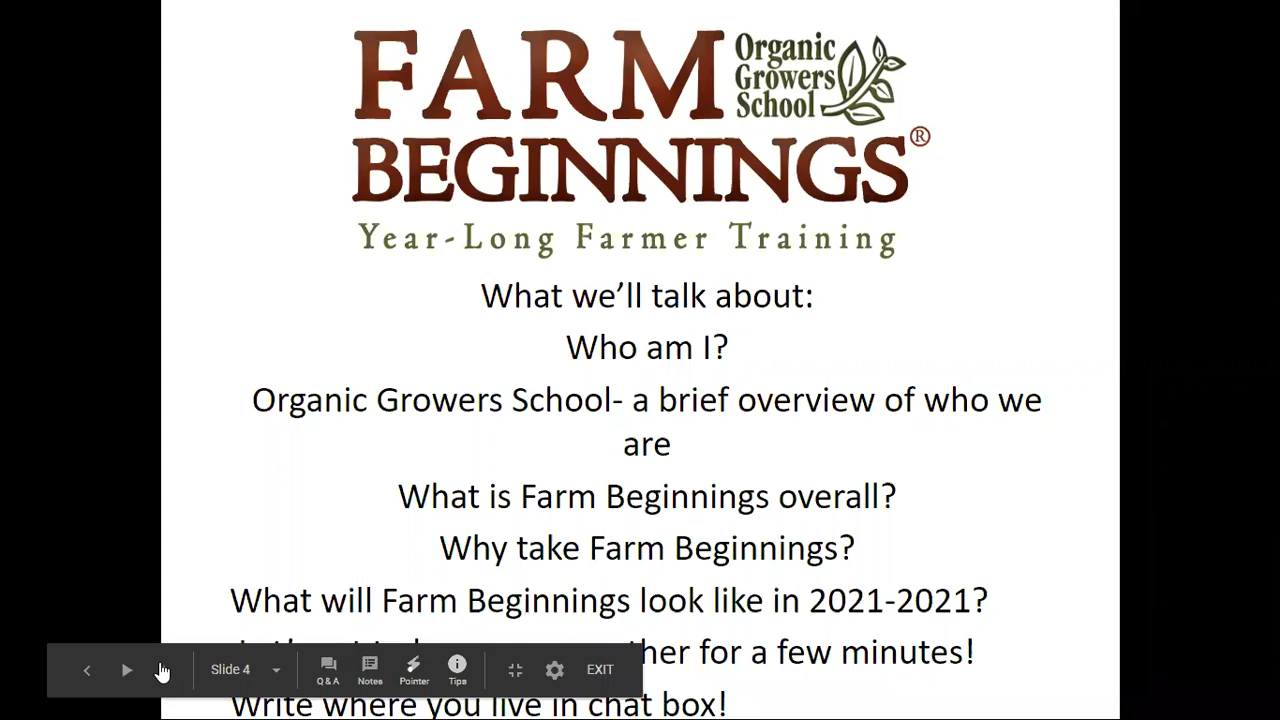 FARM
Organic
Growers
School
BEGINNINGS®
Year-Long Farmer Training
What we’ll talk about:
Who am I?
Organic Growers School- a brief overview of who we
are
What is Farm Beginnings overall?
Why take Farm Beginnings?
What will Farm Beginnings look like in 2021-2021?
for a few minutes!
Write where you live in chat box!
Slide 4
Q & A
Notes
Pointer
Tips
EXIT